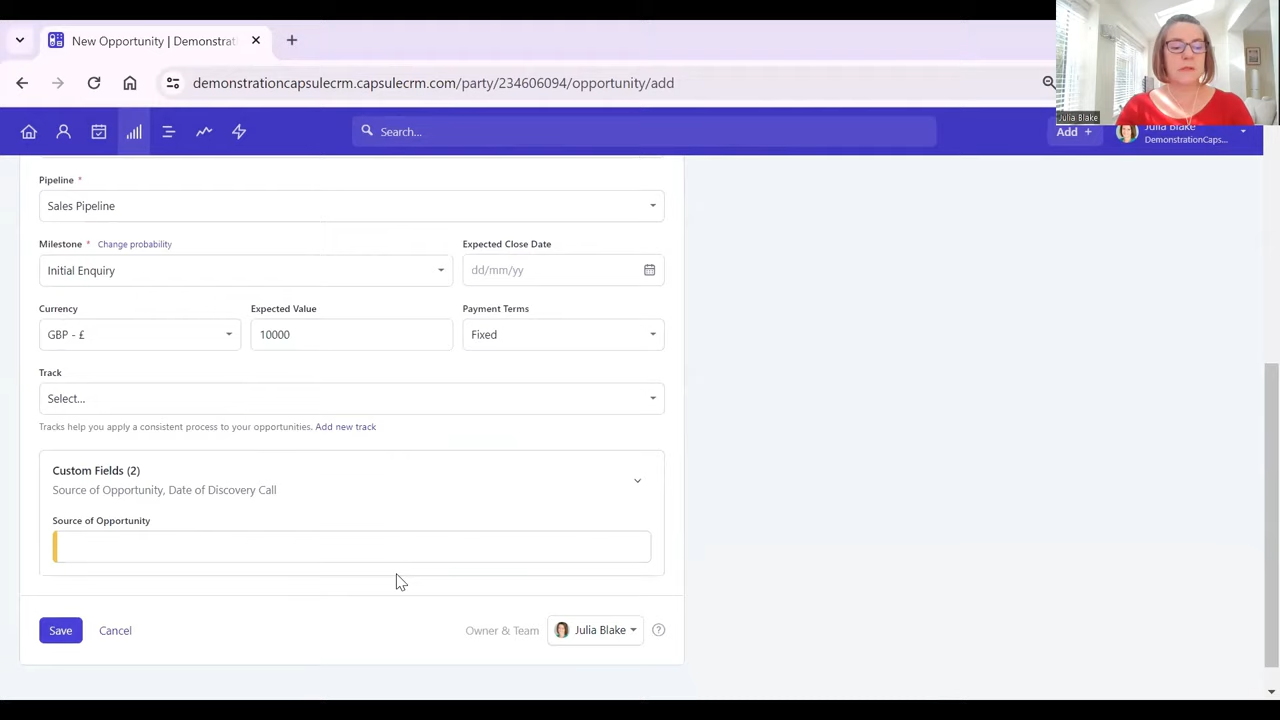 New Opportunity | Demonstrat
demonstrationcapsulecrm.capsulecrm.com/party/234606094/opportunity/add
Julia Blake
Search...
Add +
Julia Blake
DemonstrationCaps...
Pipeline *
Sales Pipeline
Milestone * Change probability
Expected Close Date
Initial Enquiry
dd/mm/yy
Currency
Expected Value
Payment Terms
GBP - £
10000
Fixed
Track
Select...
Tracks help you apply a consistent process to your opportunities. Add new track
Custom Fields (2)
Source of Opportunity, Date of Discovery Call
Source of Opportunity
Save
Cancel
Owner & Team
Julia Blake